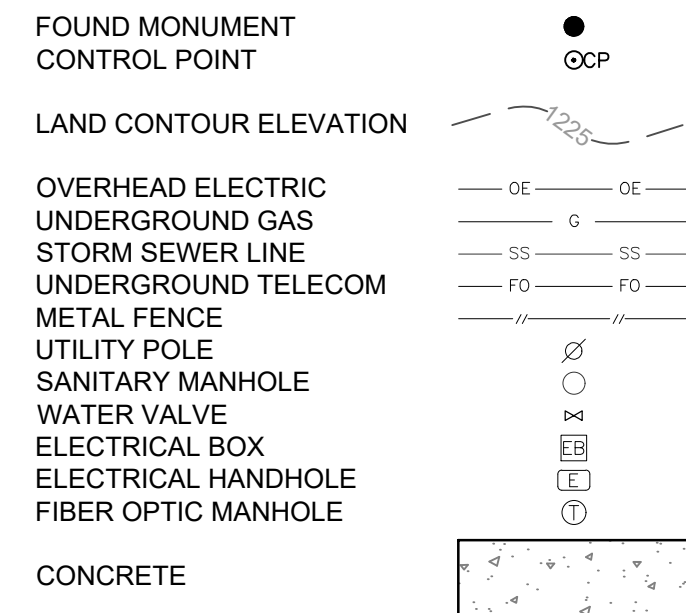 FOUND MONUMENT
CONTROL POINT CP
LAND CONTOUR ELEVATION 1225
OVERHEAD ELECTRIC OE OE
UNDERGROUND GAS G
STORM SEWER LINE SS SS
UNDERGROUND TELECOM FO FO
METAL FENCE // //
UTILITY POLE
SANITARY MANHOLE
WATER VALVE
ELECTRICAL BOX EB
ELECTRICAL HANDHOLE E
FIBER OPTIC MANHOLE T
CONCRETE